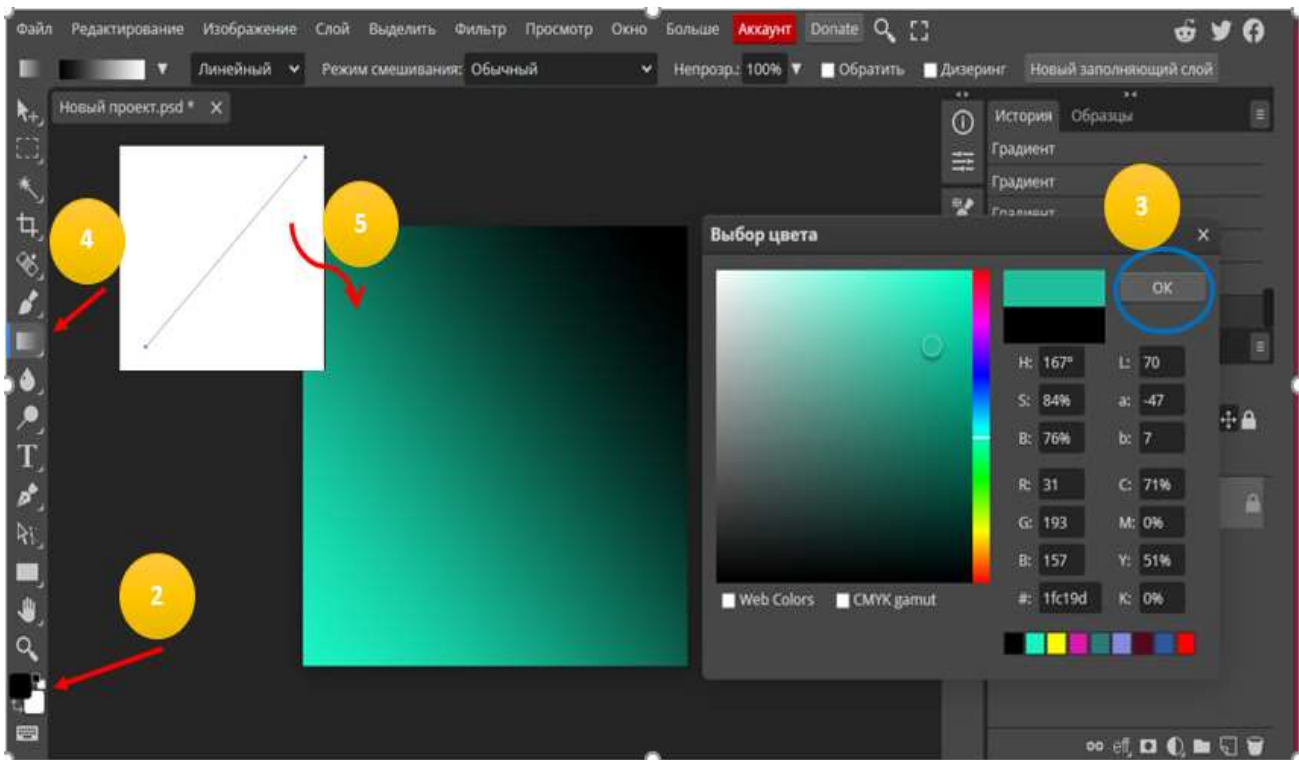 Файл Редактирование Изображение Слой Выделить Фильтр Просмотр Окно Больше Аккаунт Donate
Линейный Режим смешивания: Обычный Непрозр.: 100% Обратить Дизеринг Новый заполняющий слой
Новый проект.psd * X
История Образцы
Градиент
Градиент
Градиент
3
4
5
2
Выбор цвета
OK
H: 167° L: 70
S: 84% a: -47
B: 76% b: 7
R: 31 C: 71%
G: 193 M: 0%
B: 157 Y: 51%
#: 1fc19d K: 0%
Web Colors CMYK gamut
T
eff